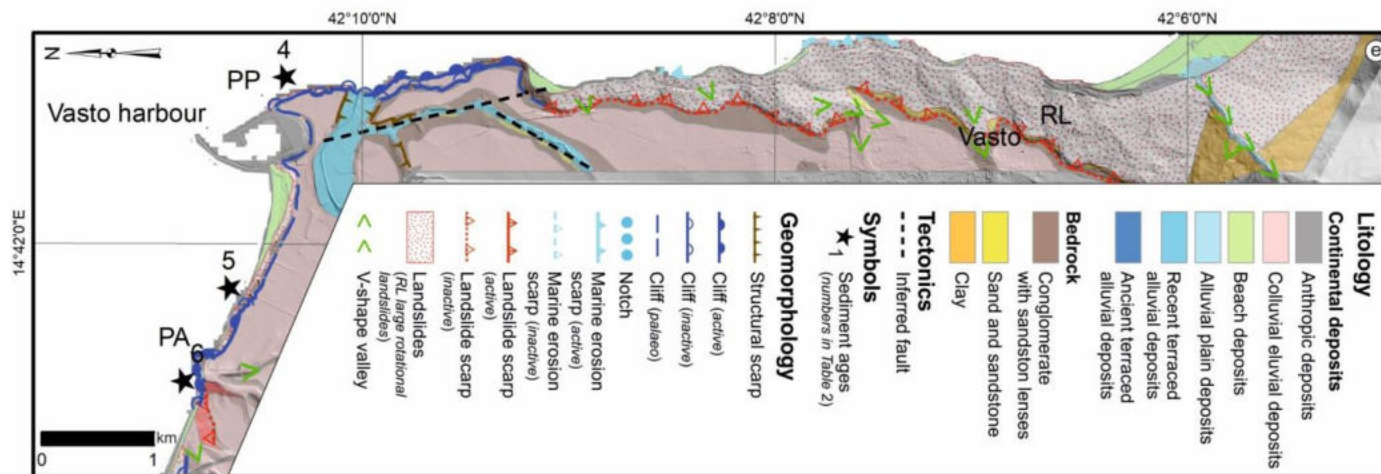 42°10'0"N
42°8'0"N
42°6'0"N
e
N
4
PP
Vasto harbour
RL
Vasto
14°42'0"E
5
PA
6
0
1
km
Litology
Continental deposits
Anthropic deposits
Colluvial eluvial deposits
Beach deposits
Alluvial plain deposits
Recent terraced
alluvial deposits
Ancient terraced
alluvial deposits
Bedrock
Conglomerate
with sandston lenses
Sand and sandstone
Clay
Tectonics
Inferred fault
Symbols
1
Sediment ages
(numbers in Table 2)
Geomorphology
Structural scarp
Cliff (active)
Cliff (inactive)
Cliff (palaeo)
Notch
Marine erosion
scarp (active)
Marine erosion
scarp (inactive)
Landslide scarp
(active)
Landslide scarp
(inactive)
Landslides
(RL large rotational
landslides)
V-shape valley